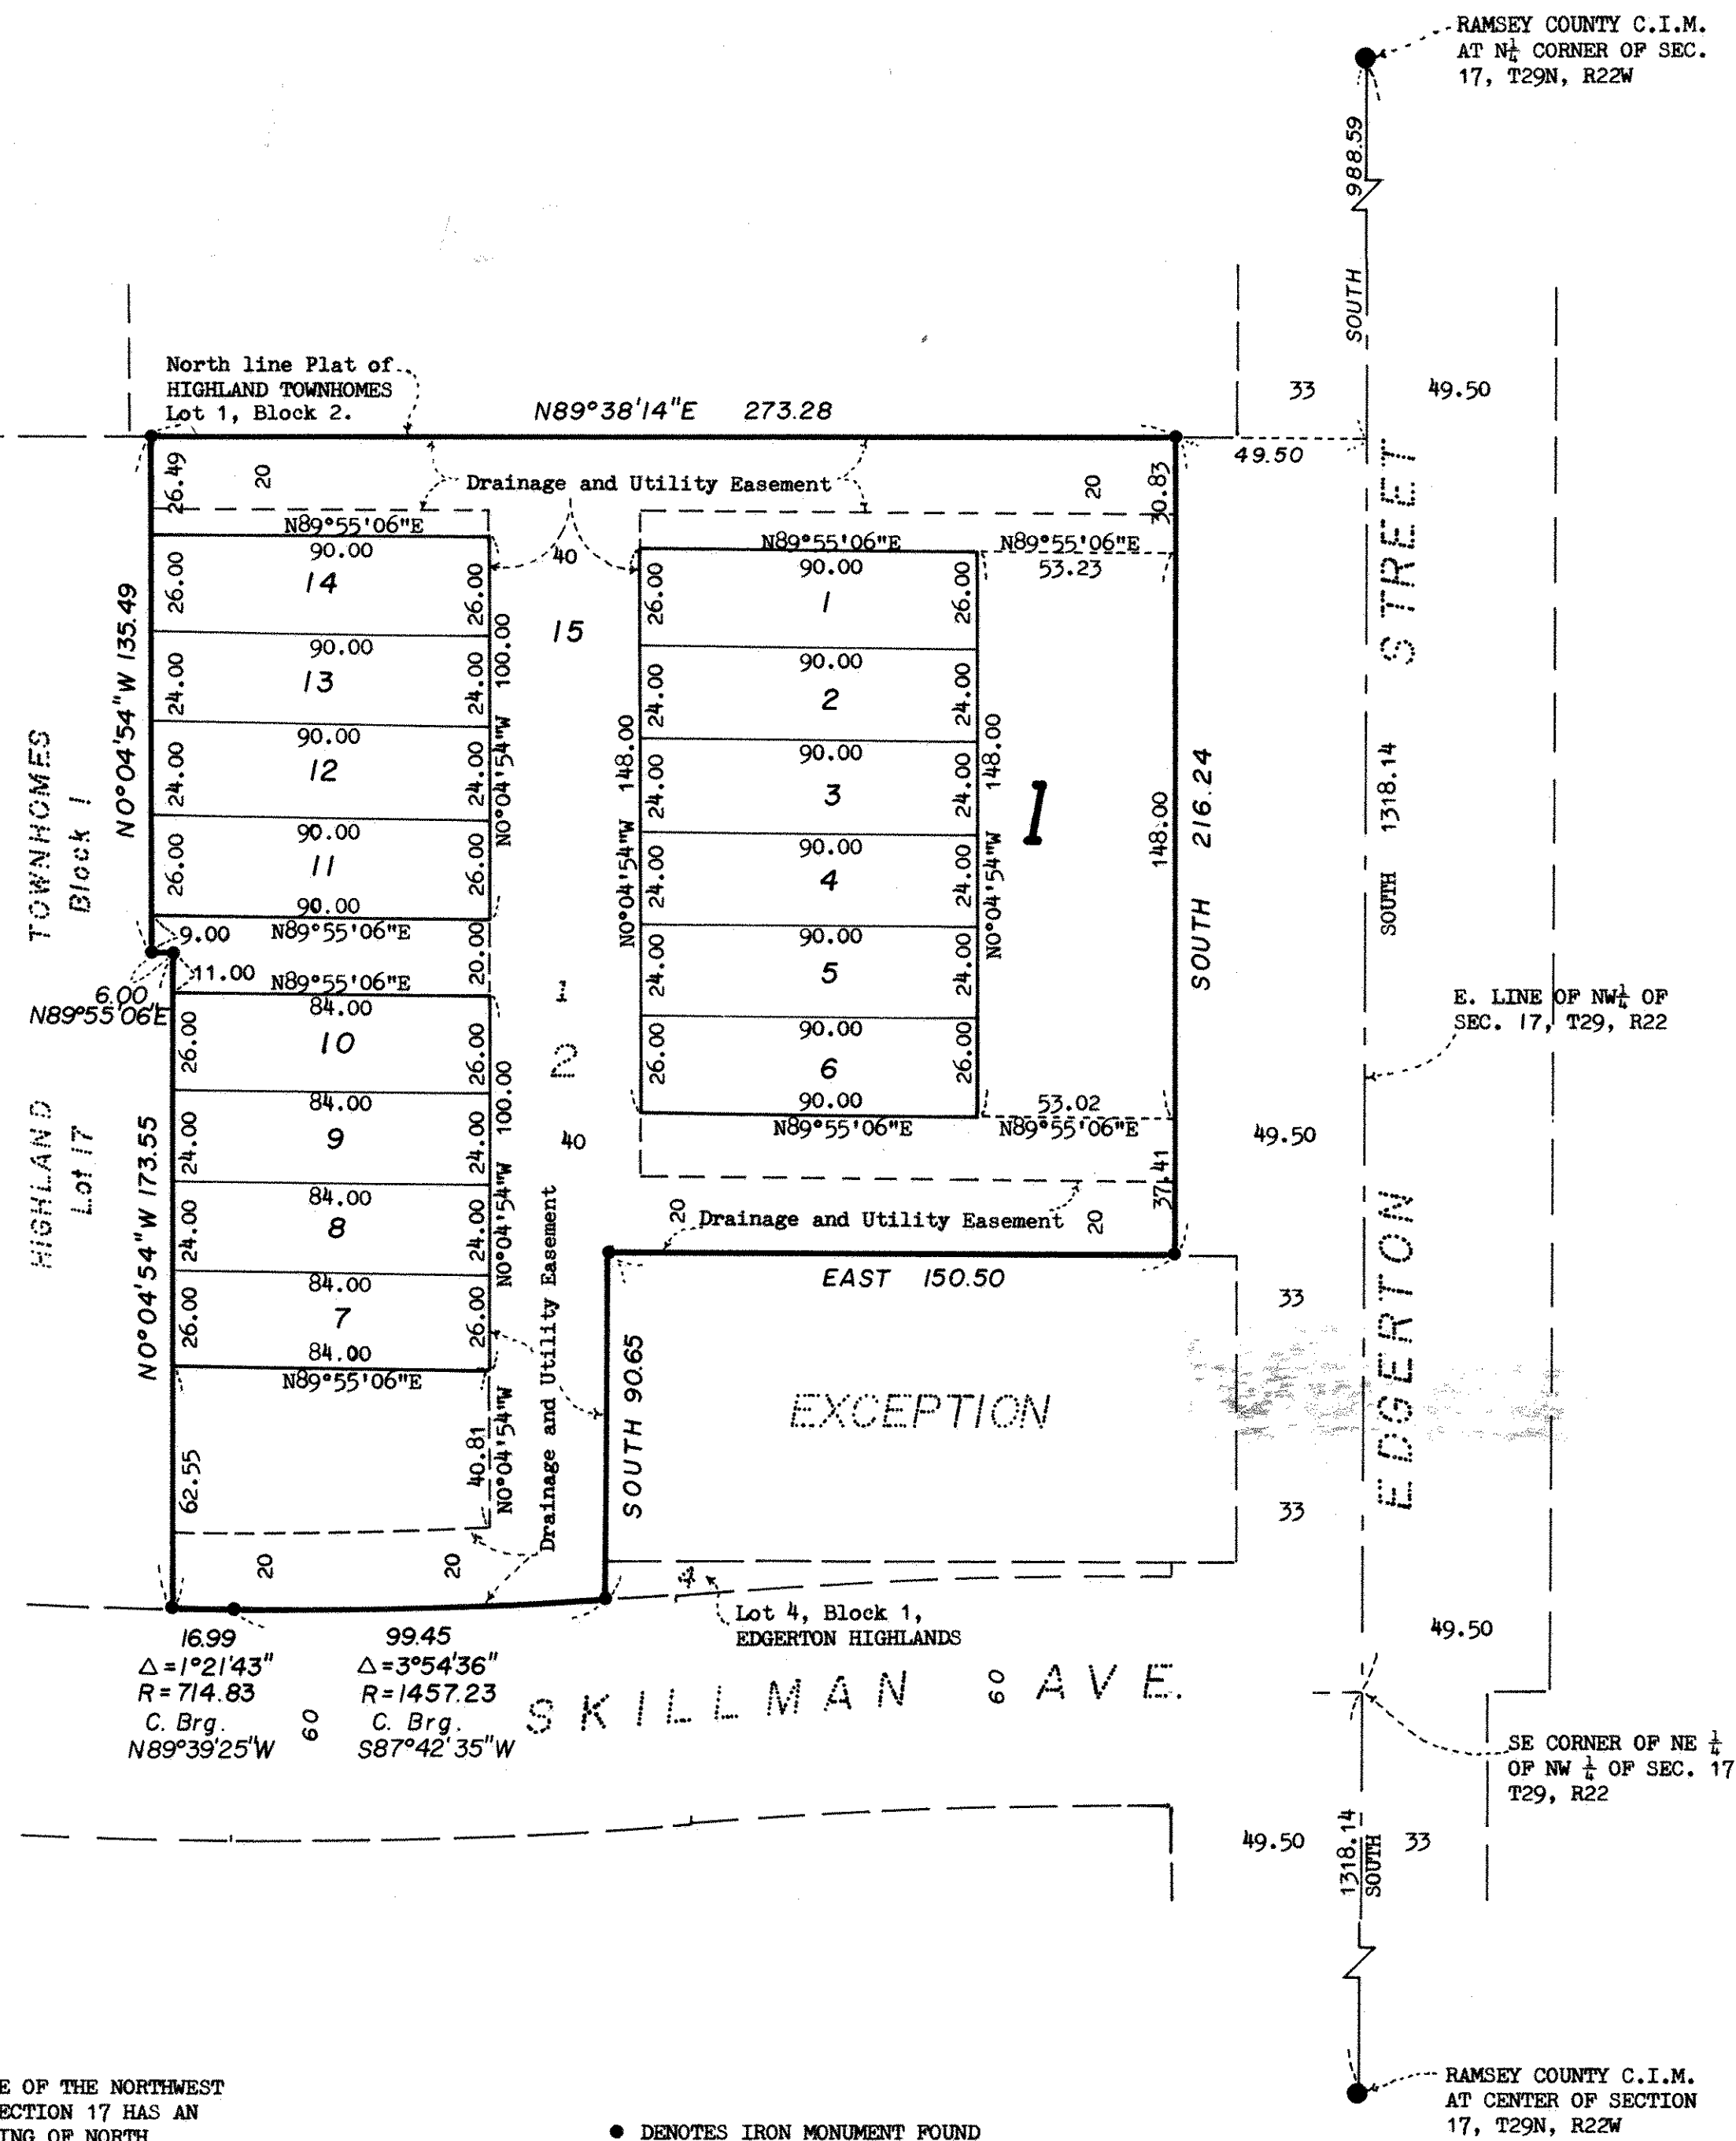 RAMSEY COUNTY C.I.M.
AT N¼ CORNER OF SEC.
17, T29N, R22W
988.59
SOUTH
North line Plat of
HIGHLAND TOWNHOMES
Lot 1, Block 2.
N89°38'14"E 273.28
33
49.50
49.50
26.49
20
Drainage and Utility Easement
20
30.83
N89°55'06"E
90.00
26.00
14
26.00
90.00
24.00
13
24.00
90.00
24.00
12
24.00
90.00
26.00
11
26.00
90.00
N89°55'06"E
N0°04'54"W 135.49
N0°04'54"W 100.00
40
15
N89°55'06"E
90.00
26.00
1
26.00
90.00
24.00
2
24.00
90.00
24.00
3
24.00
90.00
24.00
4
24.00
90.00
24.00
5
24.00
90.00
26.00
6
26.00
90.00
N89°55'06"E
N0°04'54"W 148.00
N0°04'54"W 148.00
N89°55'06"E
53.23
1
148.00
SOUTH 216.24
53.02
N89°55'06"E
37.41
STREET
SOUTH 1318.14
TOWNHOMES
Block 1
9.00
11.00
20.00
6.00
N89°55'06"E
N89°55'06"E
84.00
26.00
10
26.00
84.00
24.00
9
24.00
84.00
24.00
8
24.00
84.00
26.00
7
26.00
84.00
N89°55'06"E
HIGHLAND
Lot 17
N0°04'54"W 173.55
N0°04'54"W 100.00
1
2
40
E. LINE OF NW¼ OF
SEC. 17, T29, R22
49.50
20
Drainage and Utility Easement
20
EAST 150.50
33
Drainage and Utility Easement
SOUTH 90.65
EXCEPTION
EDGERTON
33
62.55
40.81
N0°04'54"W
20
20
4
Lot 4, Block 1,
EDGERTON HIGHLANDS
49.50
16.99
Δ=1°21'43"
R=714.83
C. Brg.
N89°39'25"W
60
99.45
Δ=3°54'36"
R=1457.23
C. Brg.
S87°42'35"W
SKILLMAN 60 AVE.
SE CORNER OF NE ¼
OF NW ¼ OF SEC. 17
T29, R22
49.50
1318.14
SOUTH
33
E OF THE NORTHWEST
ECTION 17 HAS AN
ING OF NORTH
● DENOTES IRON MONUMENT FOUND
RAMSEY COUNTY C.I.M.
AT CENTER OF SECTION
17, T29N, R22W